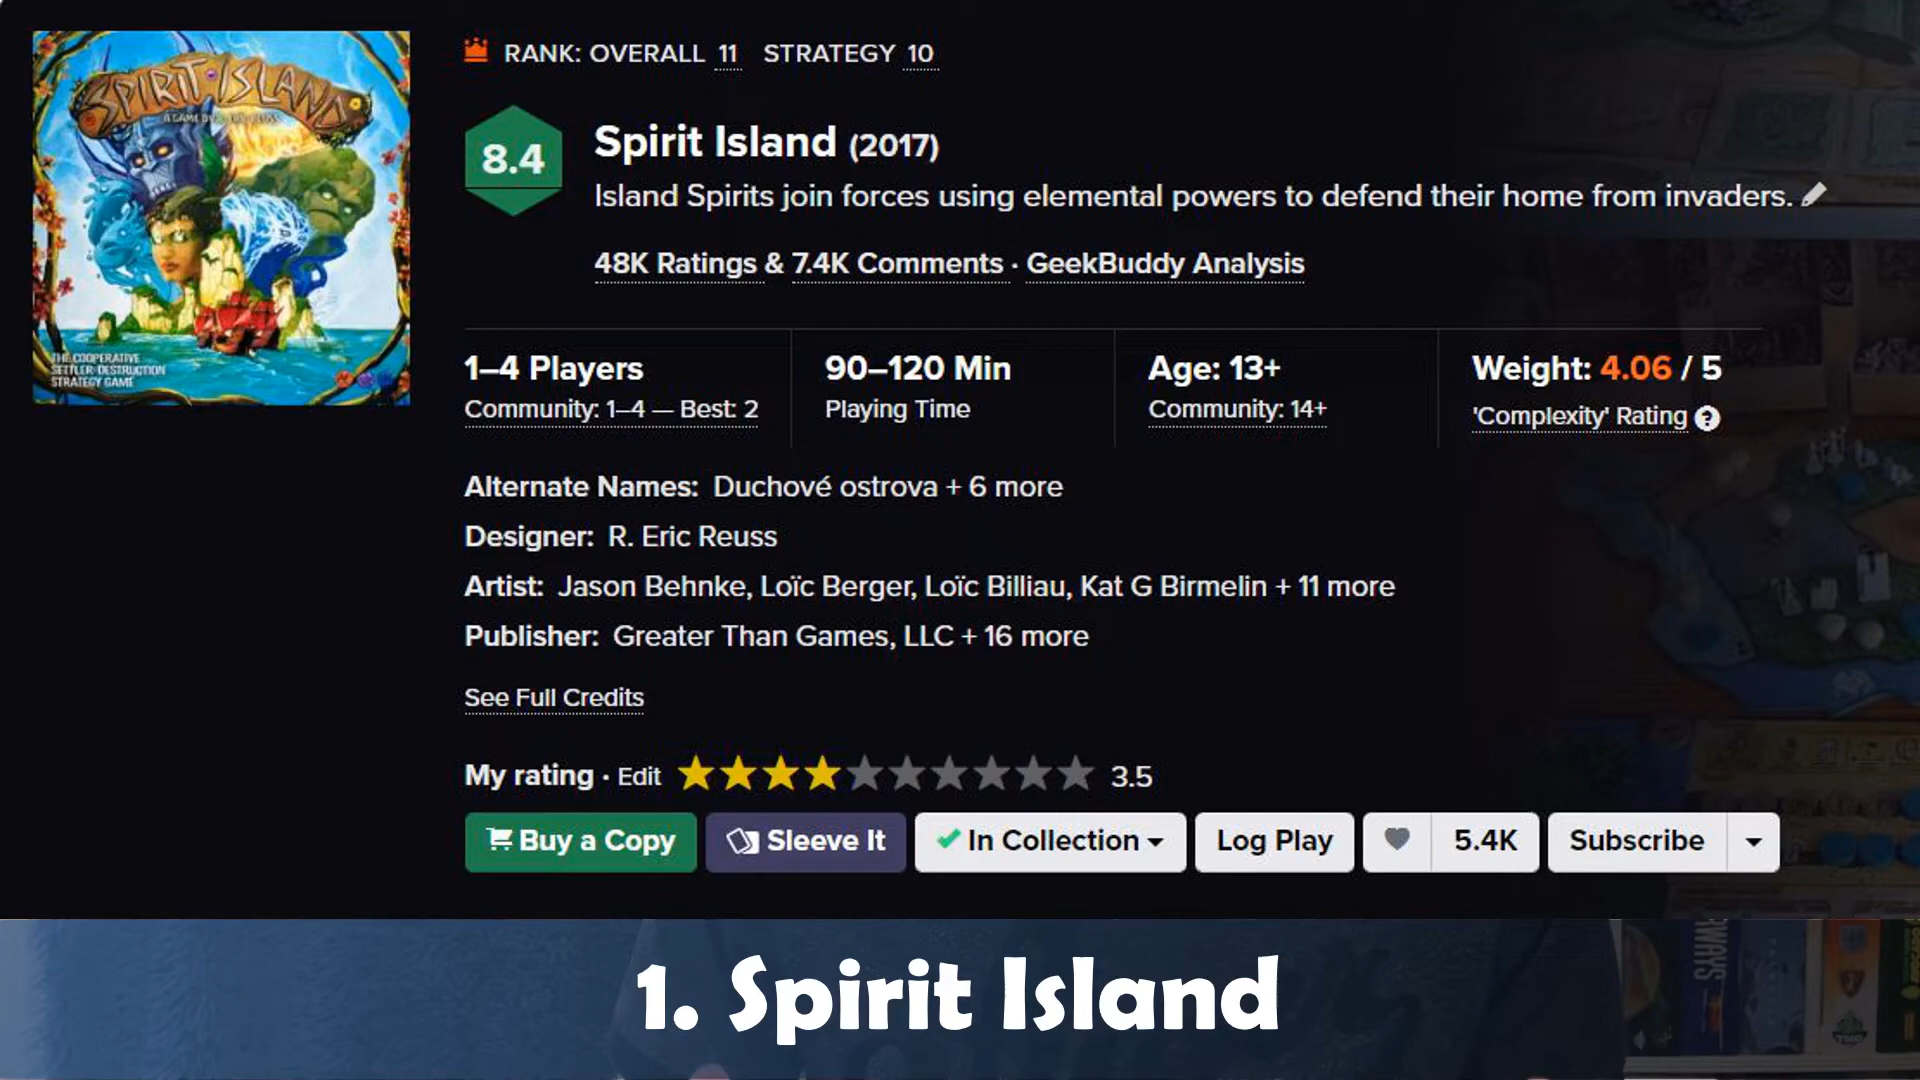 SPIRIT ISLAND
THE COOPERATIVE
SETTLER-DESTRUCTION
STRATEGY GAME
RANK: OVERALL 11 STRATEGY 10
8.4
Spirit Island (2017)
Island Spirits join forces using elemental powers to defend their home from invaders.
48K Ratings & 7.4K Comments · GeekBuddy Analysis
1–4 Players
Community: 1–4 — Best: 2
90–120 Min
Playing Time
Age: 13+
Community: 14+
Weight: 4.06 / 5
'Complexity' Rating ?
Alternate Names: Duchové ostrova + 6 more
Designer: R. Eric Reuss
Artist: Jason Behnke, Loïc Berger, Loïc Billiau, Kat G Birmelin + 11 more
Publisher: Greater Than Games, LLC + 16 more
See Full Credits
My rating · Edit 3.5
Buy a Copy Sleeve It In Collection Log Play 5.4K Subscribe
1. Spirit Island